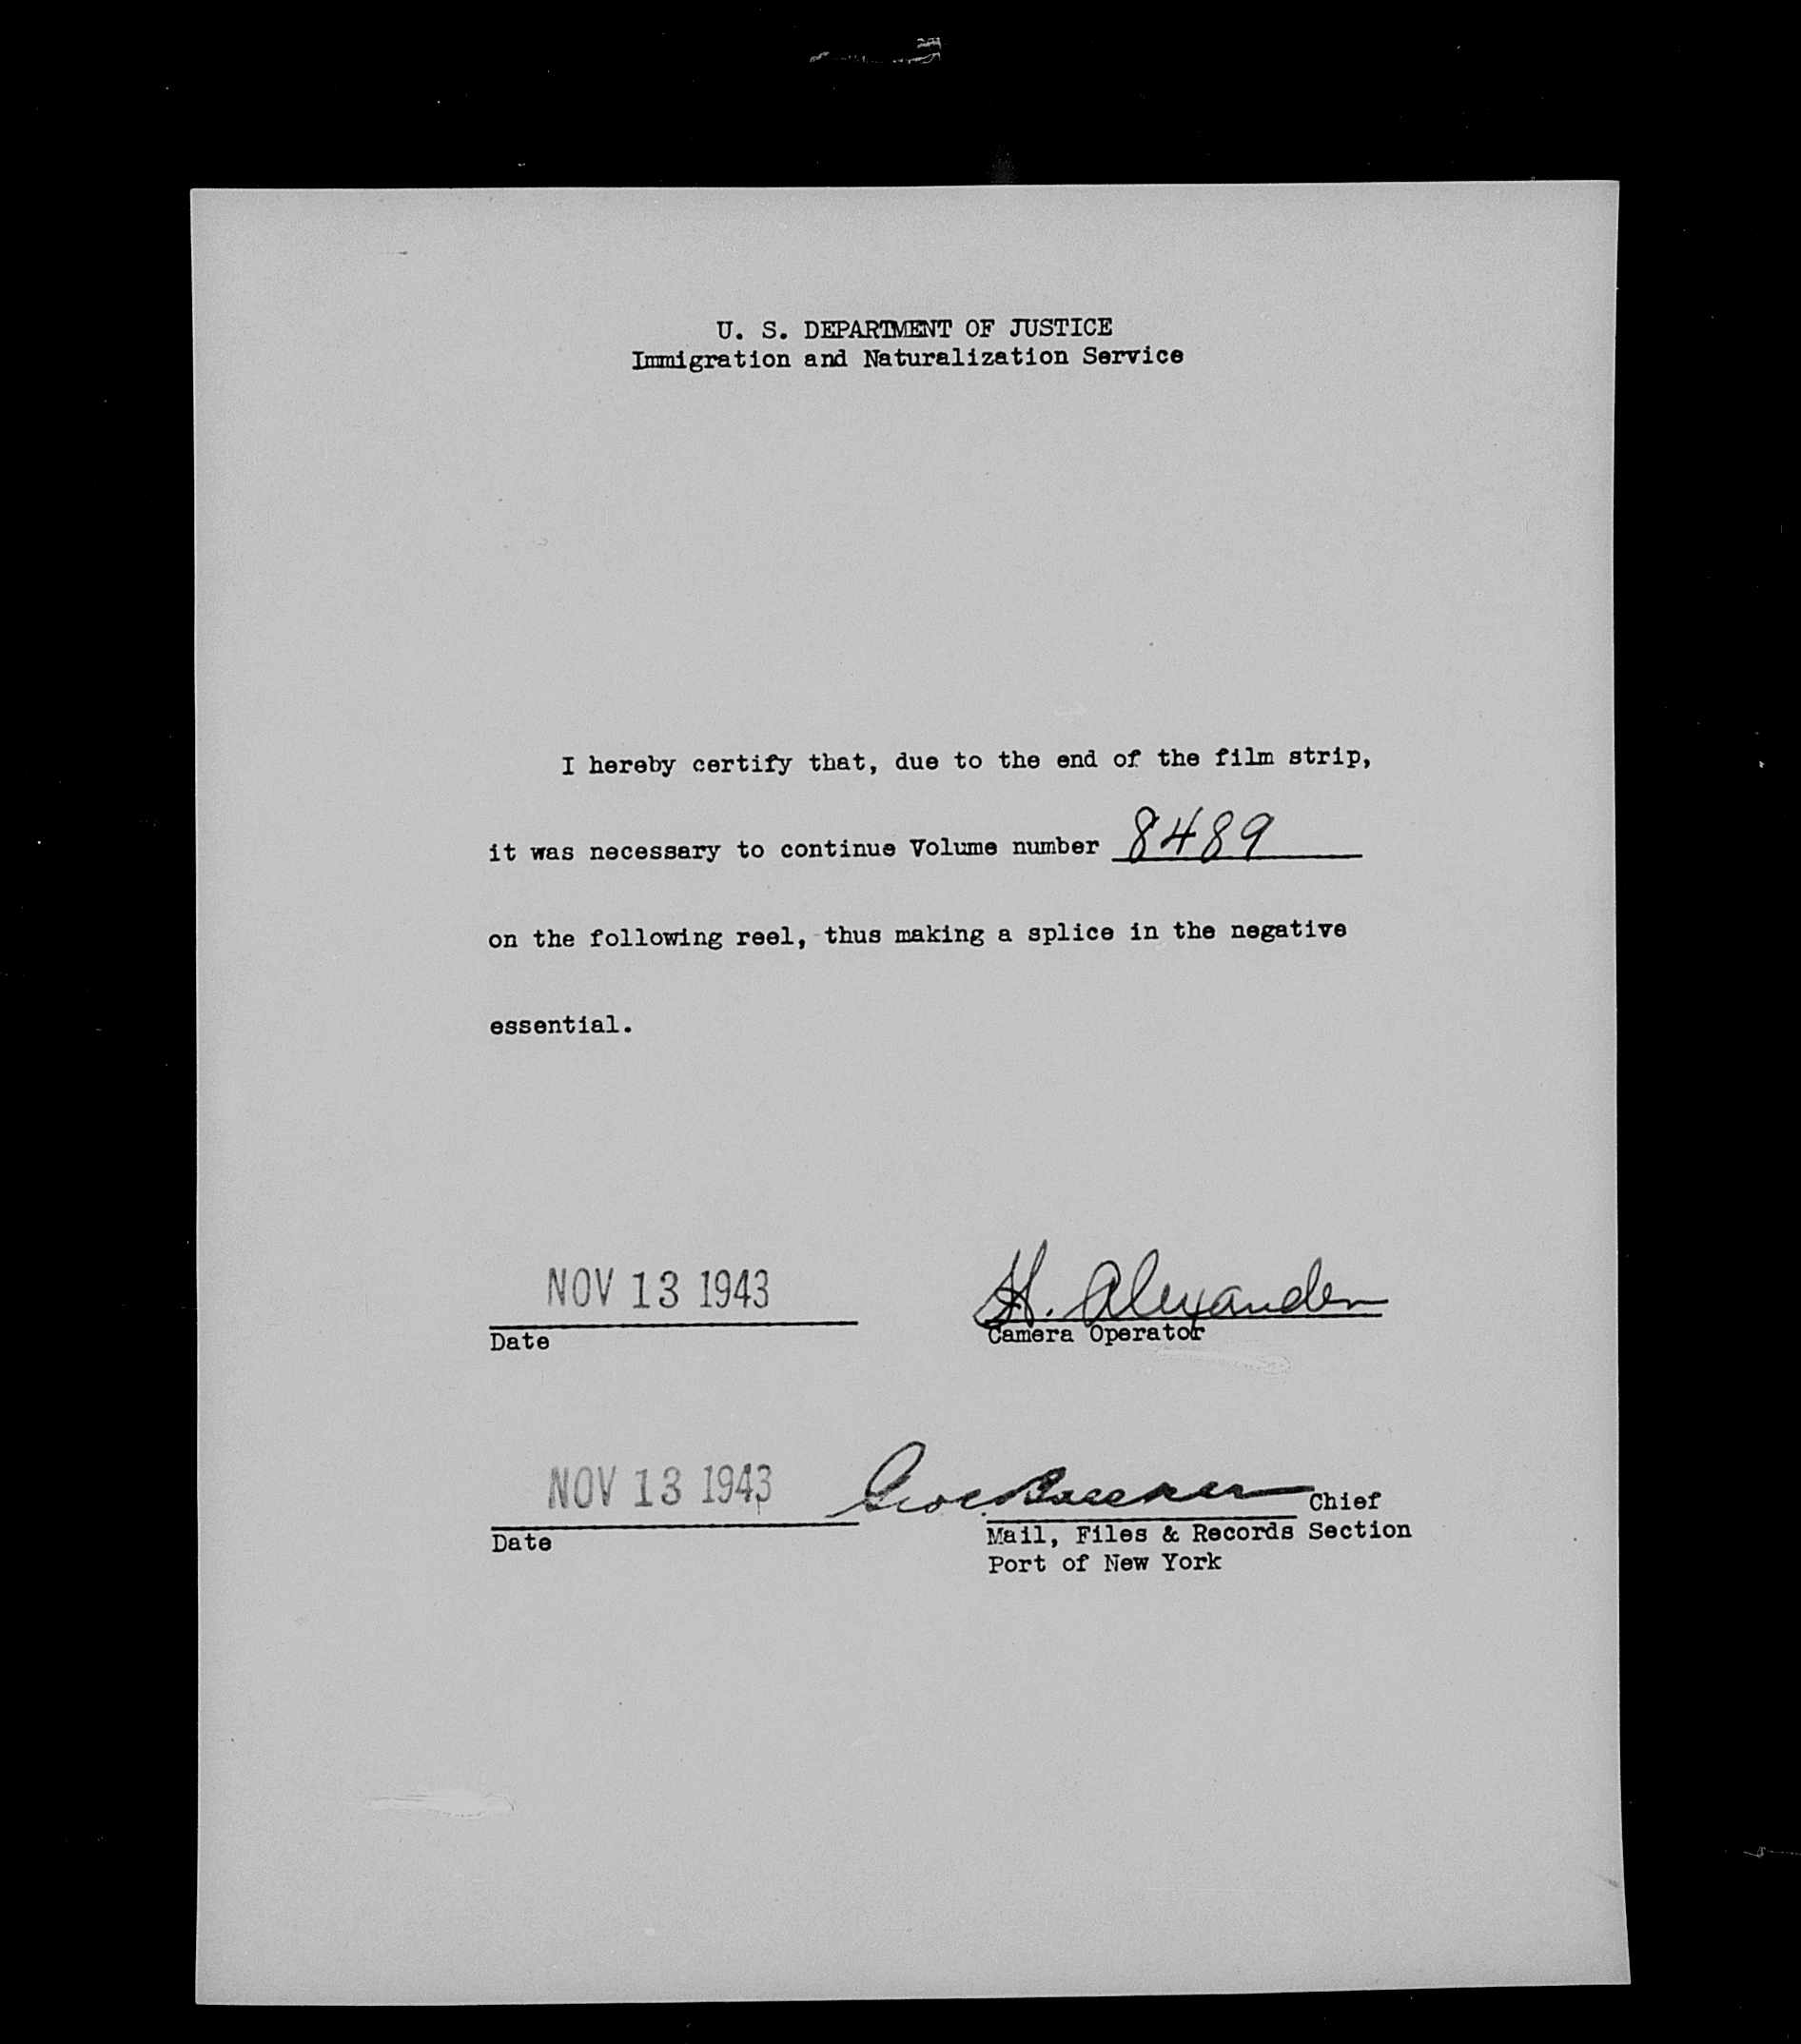 U. S. DEPARTMENT OF JUSTICE
Immigration and Naturalization Service
I hereby certify that, due to the end of the film strip,
it was necessary to continue Volume number 8489
on the following reel, thus making a splice in the negative
essential.
NOV 13 1943
H. Alexander
Date
Camera Operator
NOV 13 1943
Chief
Date
Mail, Files & Records Section
Port of New York